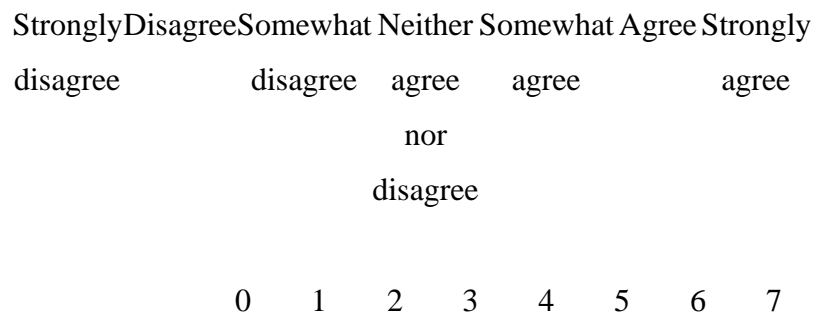 StronglyDisagreeSomewhat Neither Somewhat Agree Strongly
disagree disagree agree agree agree
nor
disagree
0 1 2 3 4 5 6 7